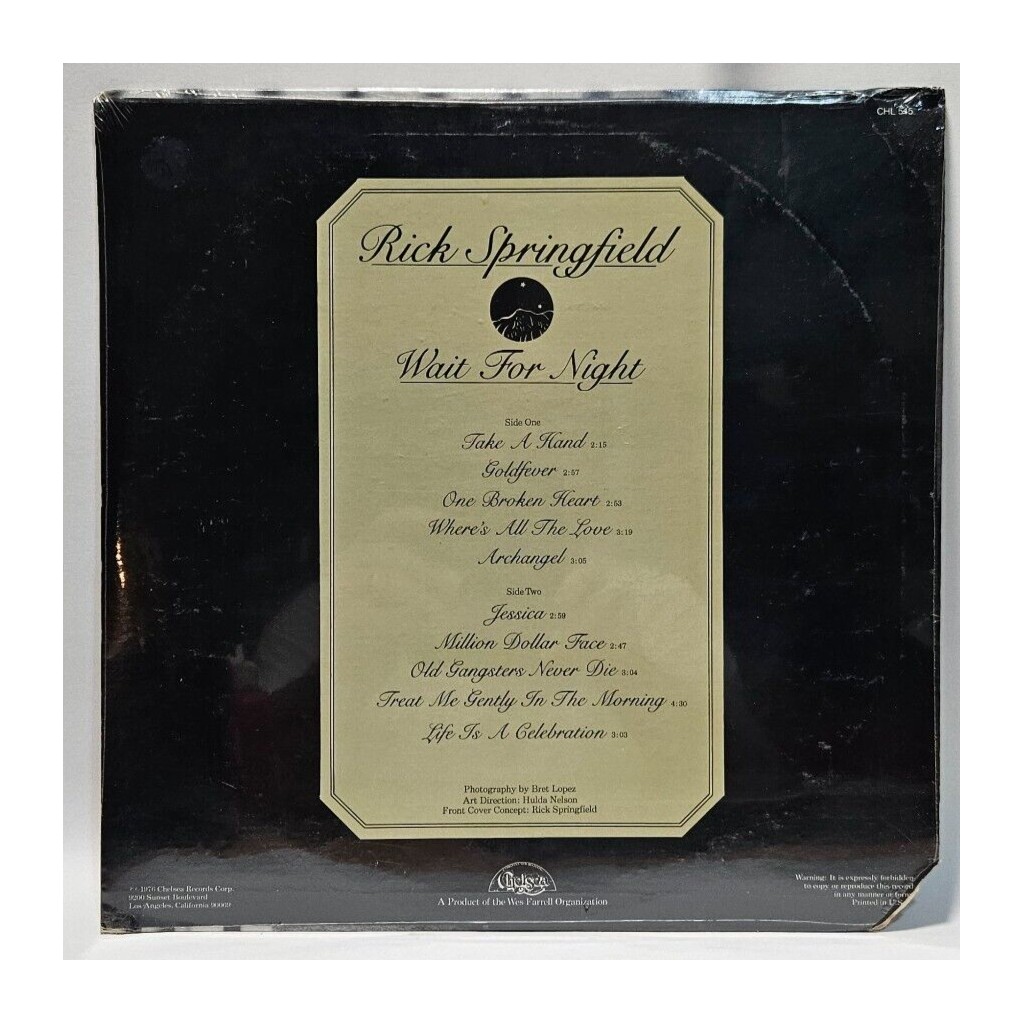 CHL 545
Rick Springfield
Wait For Night
Side One
Take A Hand 2:15
Goldfever 2:57
One Broken Heart 2:53
Where's All The Love 3:19
Archangel 3:05
Side Two
Jessica 2:59
Million Dollar Face 2:47
Old Gangsters Never Die 3:04
Treat Me Gently In The Morning 4:30
Life Is A Celebration 3:03
Photography by Bret Lopez
Art Direction: Hulda Nelson
Front Cover Concept: Rick Springfield
℗ © 1976 Chelsea Records Corp.
9200 Sunset Boulevard
Los Angeles, California 90069
Chelsea
A Product of the Wes Farrell Organization
Warning: It is expressly forbidden
to copy or reproduce this record
in any manner or form
Printed in U.S.